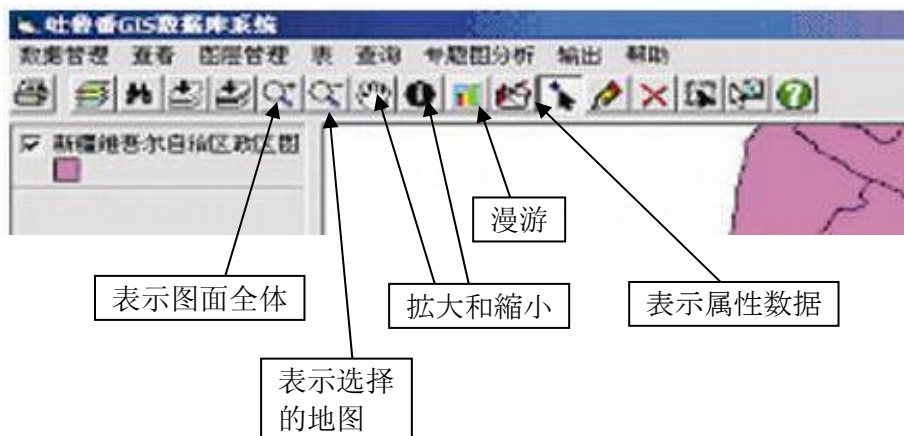 吐鲁番GIS数据库系统
数据管理 查看 图层管理 表 查询 专题图分析 输出 帮助
新疆维吾尔自治区政区图
漫游
表示图面全体
拡大和縮小
表示属性数据
表示选择
的地图